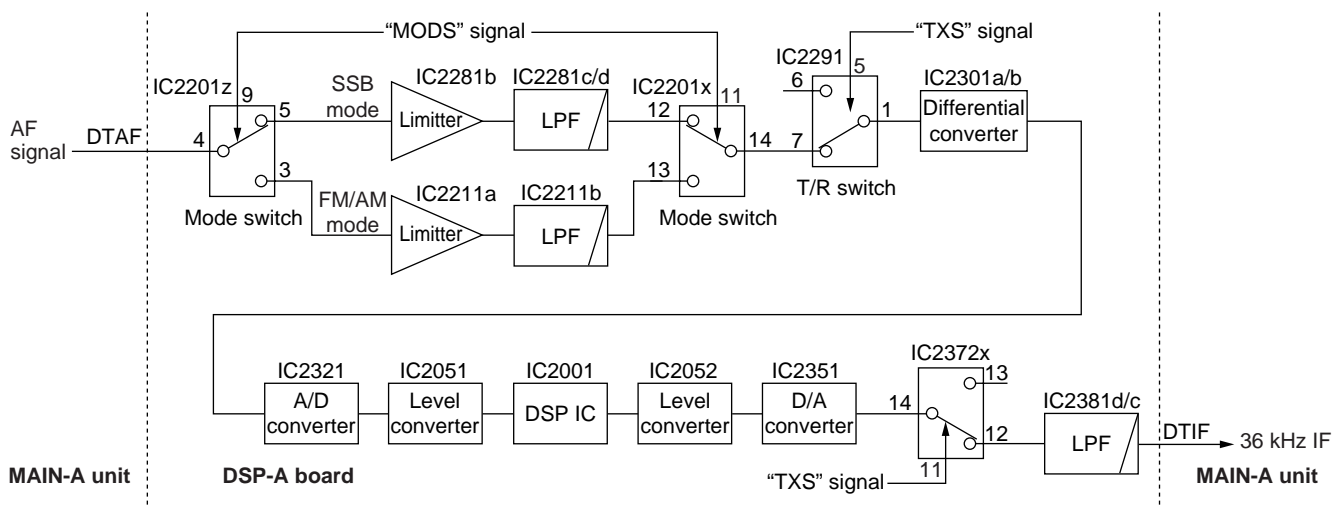 “MODS” signal
“TXS” signal
IC2201z
9
5
SSB
mode
IC2281b
Limitter
IC2281c/d
LPF
IC2201x
11
12
14
13
IC2291
5
6
7
1
T/R switch
IC2301a/b
Differential
converter
AF
signal
DTAF
4
3
Mode switch
FM/AM
mode
IC2211a
Limitter
IC2211b
LPF
Mode switch
IC2321
A/D
converter
IC2051
Level
converter
IC2001
DSP IC
IC2052
Level
converter
IC2351
D/A
converter
IC2372x
13
14
12
11
“TXS” signal
IC2381d/c
LPF
DTIF
36 kHz IF
MAIN-A unit
DSP-A board
MAIN-A unit